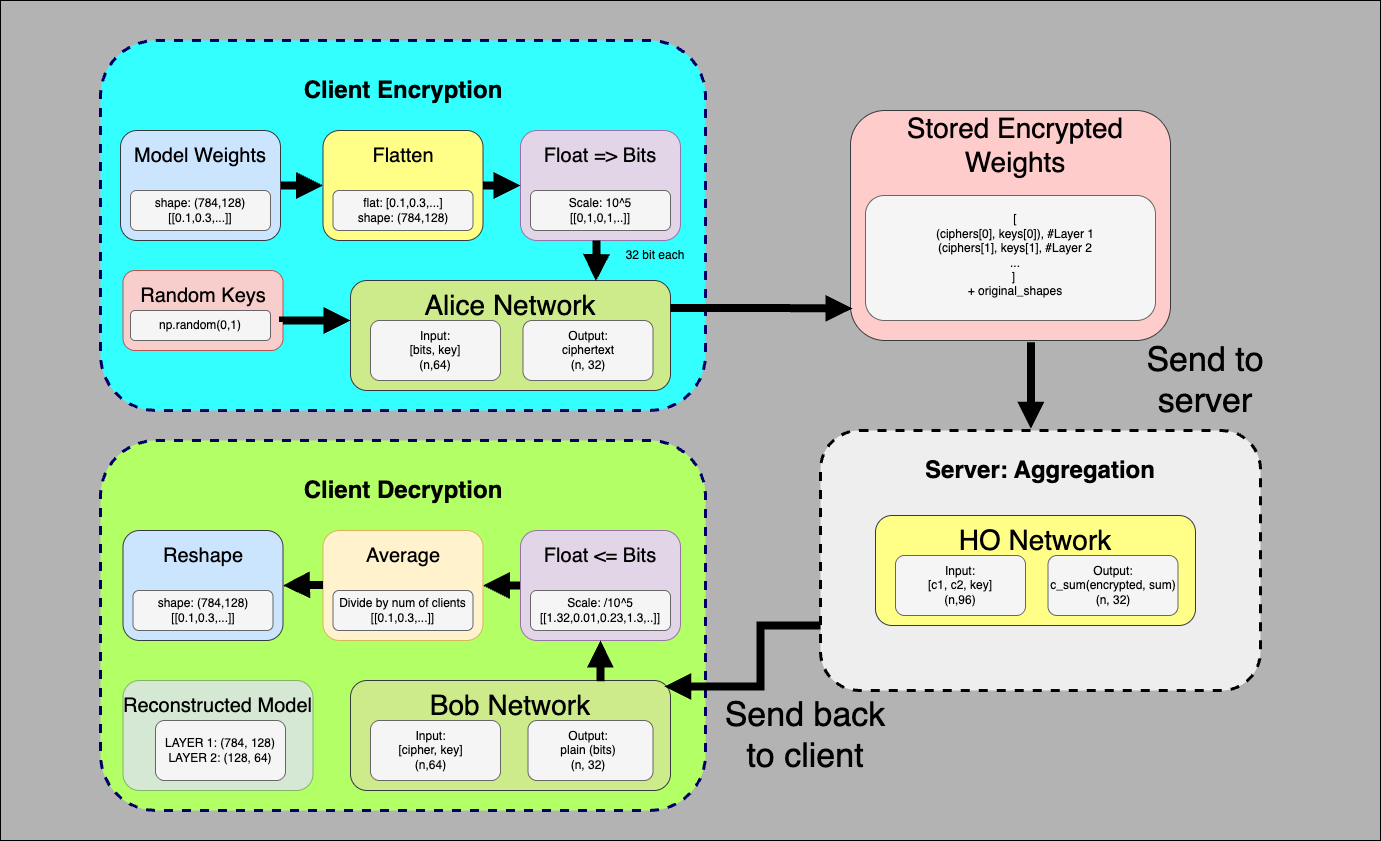 Client Encryption
Model Weights
shape: (784,128)
[[0.1,0.3,...]]
Flatten
flat: [0.1,0.3,...]
shape: (784,128)
Float => Bits
Scale: 10^5
[[0,1,0,1,..]]
32 bit each
Random Keys
np.random(0,1)
Alice Network
Input:
[bits, key]
(n,64)
Output:
ciphertext
(n, 32)
Stored Encrypted
Weights
[
(ciphers[0], keys[0]), #Layer 1
(ciphers[1], keys[1], #Layer 2
...
]
+ original_shapes
Send to
server
Server: Aggregation
HO Network
Input:
[c1, c2, key]
(n,96)
Output:
c_sum(encrypted, sum)
(n, 32)
Send back
to client
Client Decryption
Reshape
shape: (784,128)
[[0.1,0.3,...]]
Average
Divide by num of clients
[[0.1,0.3,...]]
Float <= Bits
Scale: /10^5
[[1.32,0.01,0.23,1.3,..]]
Reconstructed Model
LAYER 1: (784, 128)
LAYER 2: (128, 64)
Bob Network
Input:
[cipher, key]
(n,64)
Output:
plain (bits)
(n, 32)